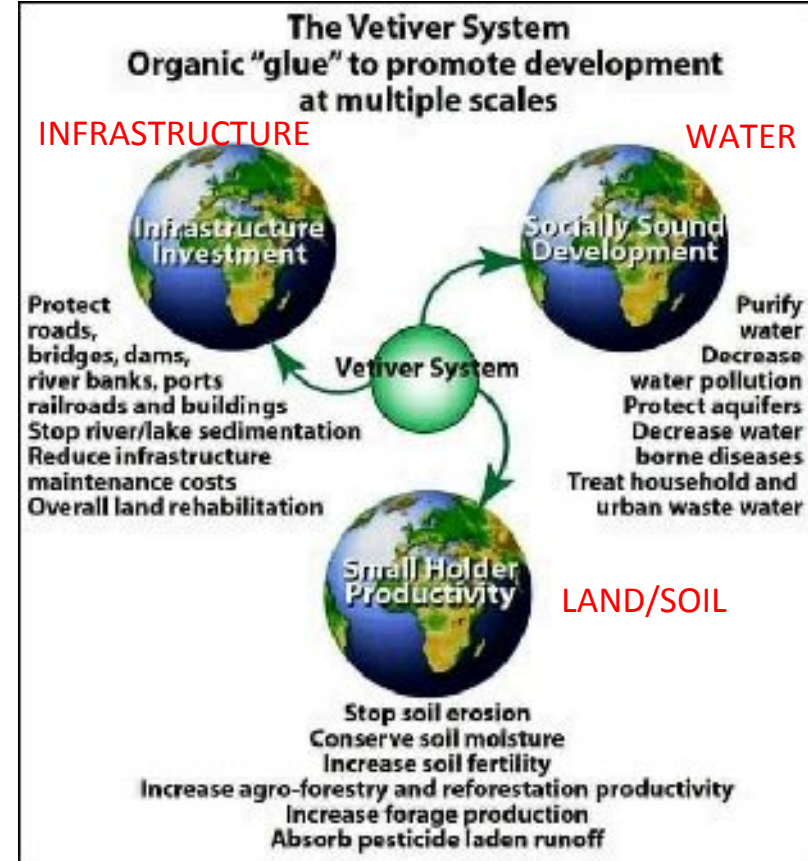 The Vetiver System
Organic "glue" to promote development
at multiple scales
INFRASTRUCTURE
WATER
Infrastructure
Investment
Socially Sound
Development
Protect
roads,
bridges, dams,
river banks, ports
railroads and buildings
Stop river/lake sedimentation
Reduce infrastructure
maintenance costs
Overall land rehabilitation
Vetiver System
Purify
water
Decrease
water pollution
Protect aquifers
Decrease water
borne diseases
Treat household and
urban waste water
Small Holder
Productivity
LAND/SOIL
Stop soil erosion
Conserve soil moisture
Increase soil fertility
Increase agro-forestry and reforestation productivity
Increase forage production
Absorb pesticide laden runoff